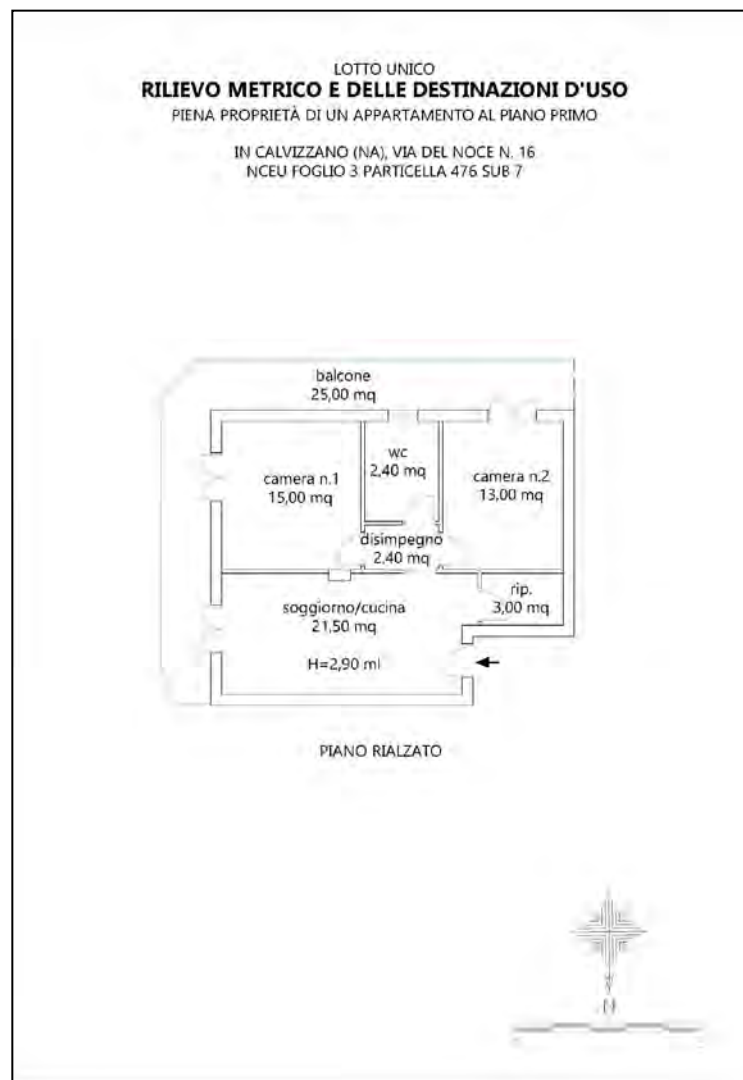 LOTTO UNICO
RILIEVO METRICO E DELLE DESTINAZIONI D'USO
PIENA PROPRIETÀ DI UN APPARTAMENTO AL PIANO PRIMO
IN CALVIZZANO (NA), VIA DEL NOCE N. 16
NCEU FOGLIO 3 PARTICELLA 476 SUB 7
balcone
25,00 mq
camera n.1
15,00 mq
wc
2,40 mq
camera n.2
13,00 mq
disimpegno
2,40 mq
rip.
3,00 mq
soggiorno/cucina
21,50 mq
H=2,90 ml
PIANO RIALZATO
N